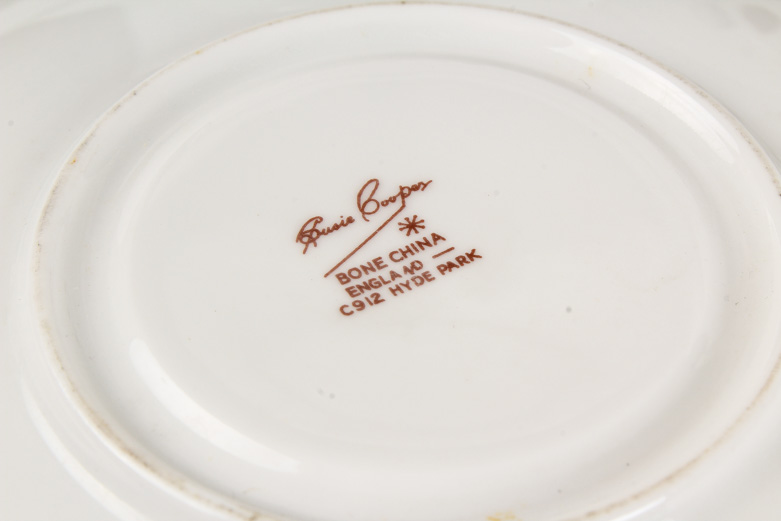 Susie Cooper
BONE CHINA
ENGLAND
C912 HYDE PARK